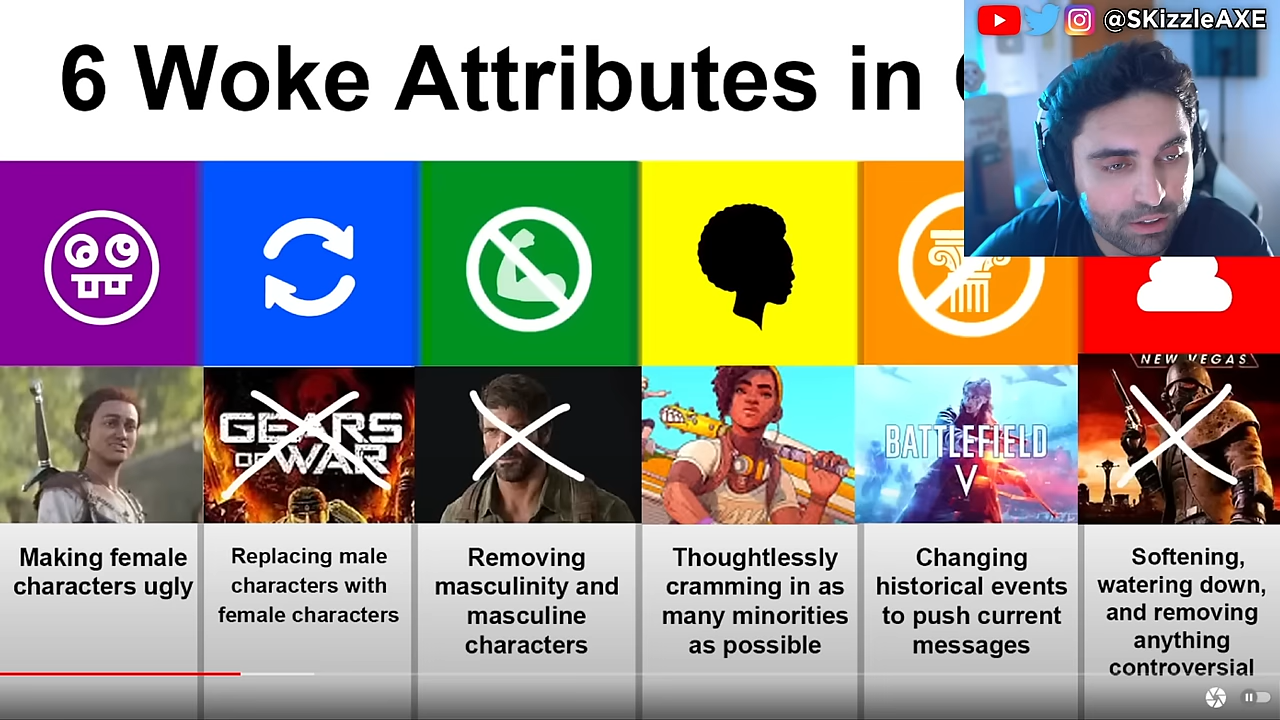 @SKizzleAXE
6 Woke Attributes in
GEARS
OF WAR
BATTLEFIELD
V
NEW VEGAS
Making female
characters ugly
Replacing male
characters with
female characters
Removing
masculinity and
masculine
characters
Thoughtlessly
cramming in as
many minorities
as possible
Changing
historical events
to push current
messages
Softening,
watering down,
and removing
anything
controversial